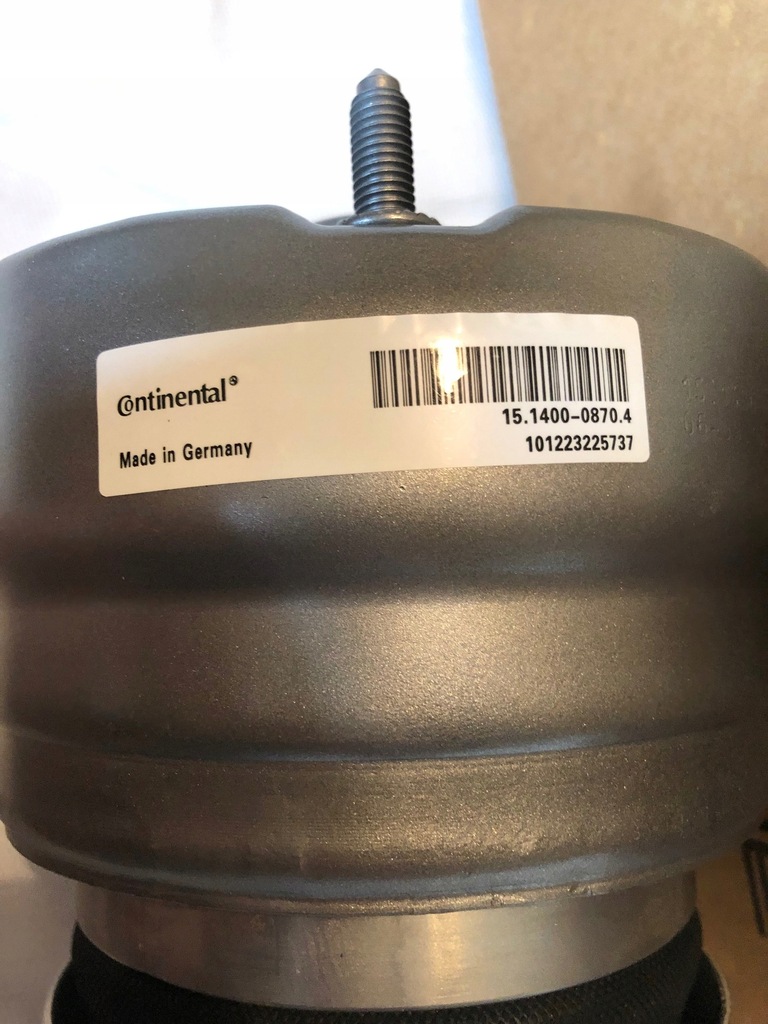 Continental®
15.1400-0870.4
Made in Germany
101223225737